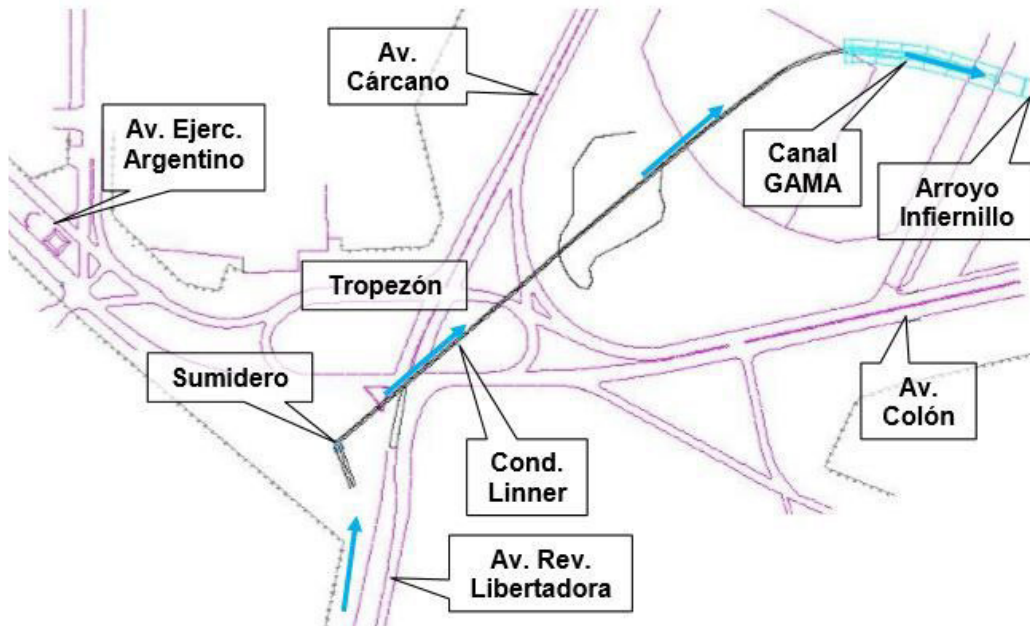 Av.
Cárcano
Av. Ejerc.
Argentino
Canal
GAMA
Arroyo
Infiernillo
Tropezón
Sumidero
Av.
Colón
Cond.
Linner
Av. Rev.
Libertadora